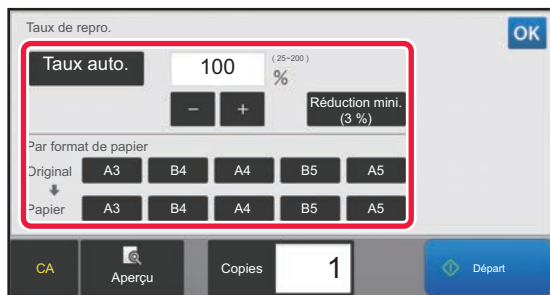 Taux de repro.
OK
Taux auto.
100
(25~200)
%
−
+
Réduction mini.
(3 %)
Par format de papier
Original
A3 B4 A4 B5 A5
Papier
A3 B4 A4 B5 A5
CA
Aperçu
Copies
1
Départ